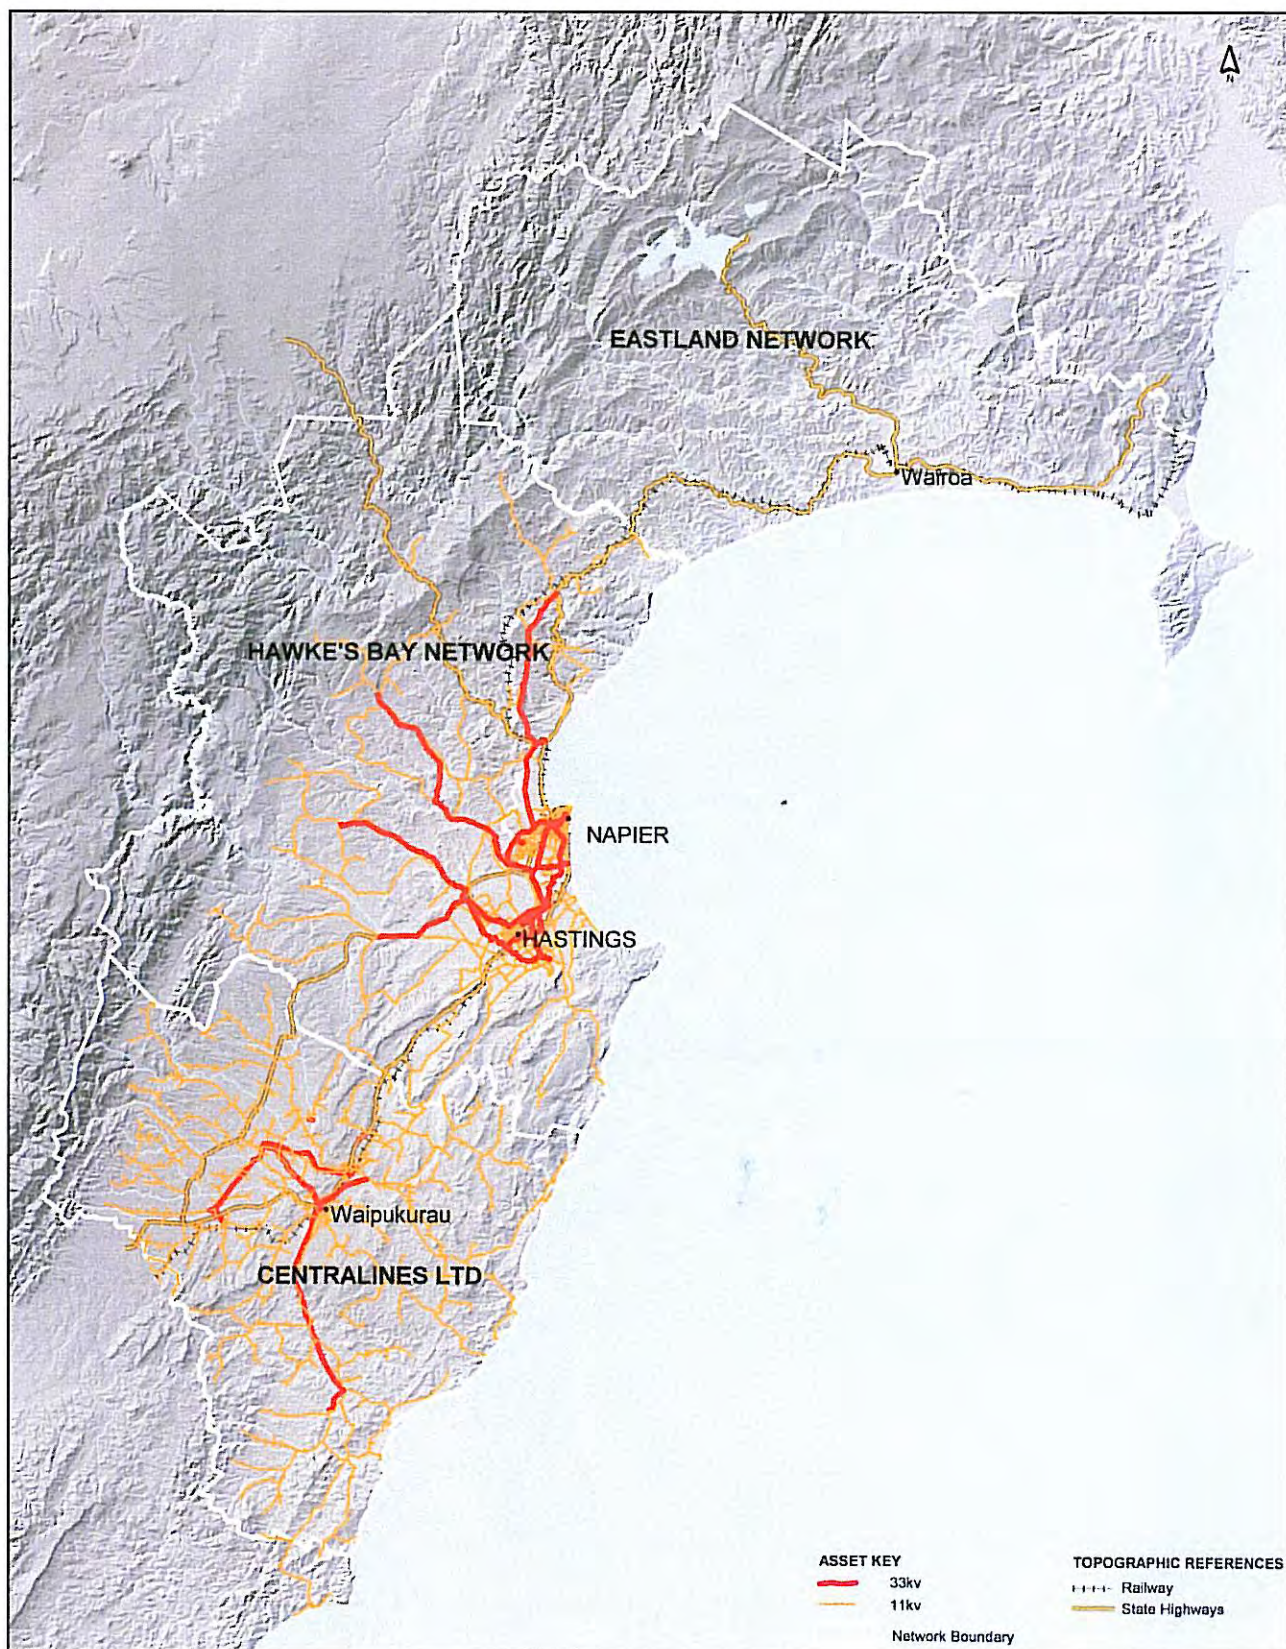 N
EASTLAND NETWORK
Wairoa
HAWKE'S BAY NETWORK
NAPIER
HASTINGS
Waipukurau
CENTRALINES LTD
ASSET KEY
33kv
11kv
Network Boundary
TOPOGRAPHIC REFERENCES
Railway
State Highways